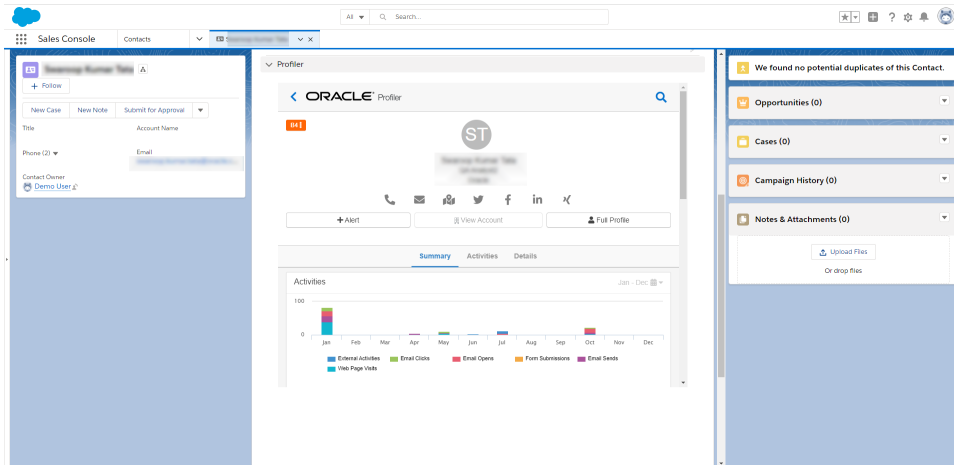 All
Search...
Sales Console
Contacts
Follow
New Case
New Note
Submit for Approval
Title
Account Name
Phone (2)
Email
Contact Owner
Demo User
Profiler
ORACLE Profiler
ST
Alert
View Account
Full Profile
Summary
Activities
Details
Activities
Jan - Dec
100
0
Jan Feb Mar Apr May Jun Jul Aug Sep Oct Nov Dec
External Activities Email Clicks Email Opens Form Submissions Email Sends
Web Page Visits
We found no potential duplicates of this Contact.
Opportunities (0)
Cases (0)
Campaign History (0)
Notes & Attachments (0)
Upload Files
Or drop files